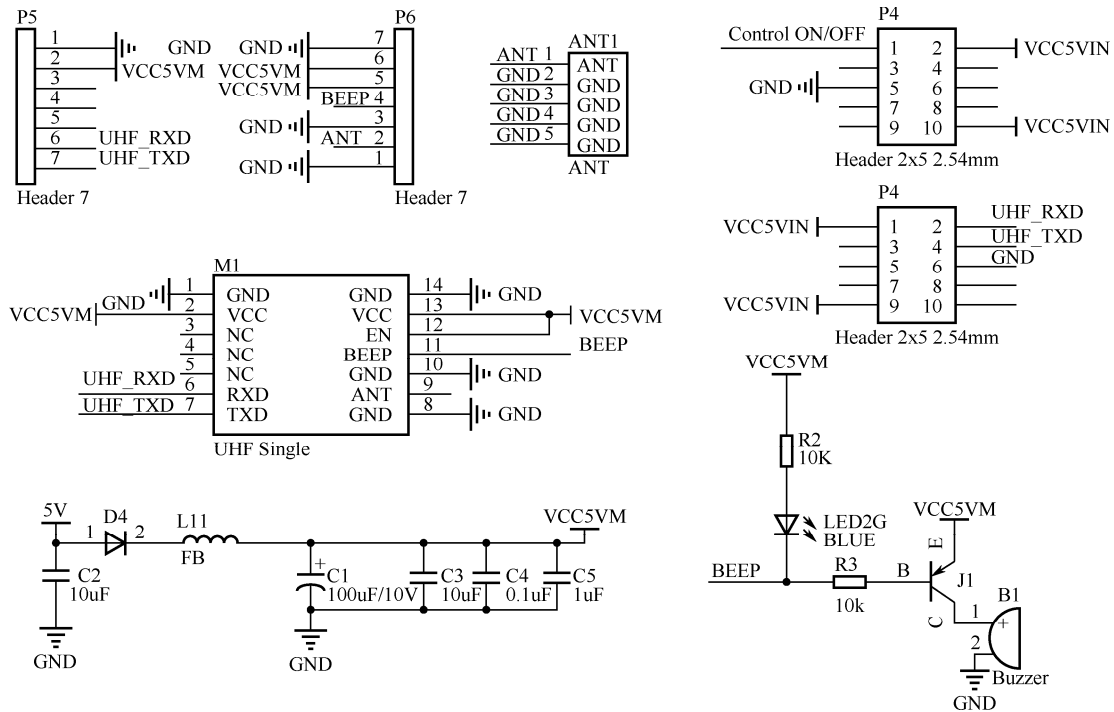 P5
1
GND
2
VCC5VM
3
4
5
6
UHF_RXD
7
UHF_TXD
Header 7
P6
GND
7
VCC5VM
6
VCC5VM
5
BEEP 4
GND
3
ANT 2
GND
1
Header 7
ANT1
ANT 1 ANT
GND 2 GND
GND 3 GND
GND 4 GND
GND 5 GND
ANT
P4
Control ON/OFF
1 2
VCC5VIN
3 4
GND
5 6
7 8
9 10
VCC5VIN
Header 2x5 2.54mm
P4
VCC5VIN
1 2
UHF_RXD
3 4
UHF_TXD
5 6
GND
7 8
VCC5VIN
9 10
Header 2x5 2.54mm
M1
GND
1 GND
VCC5VM
2 VCC
3 NC
4 NC
5 NC
UHF_RXD
6 RXD
UHF_TXD
7 TXD
GND 14
GND
VCC 13
VCC5VM
EN 12
BEEP 11
BEEP
GND 10
GND
ANT 9
GND 8
GND
UHF Single
5V
1 D4 2
L11
FB
VCC5VM
C2
10uF
GND
+
C1
100uF/10V
GND
C3
10uF
C4
0.1uF
C5
1uF
VCC5VM
R2
10K
LED2G
BLUE
BEEP
R3
10k
VCC5VM
B
E
C
J1
B1
1
+
2
Buzzer
GND